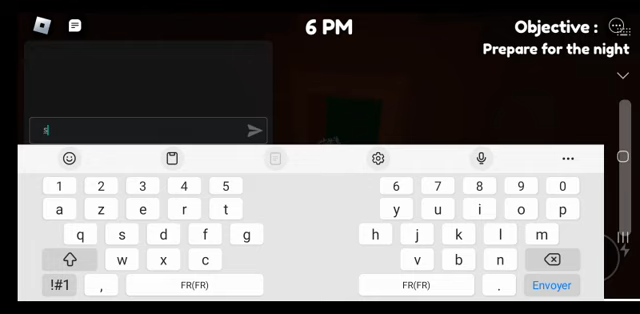 6 PM
Objective :
Prepare for the night
s
1 2 3 4 5 6 7 8 9 0
a z e r t y u i o p
q s d f g h j k l m
w x c v b n
!#1 , FR(FR) FR(FR) . Envoyer